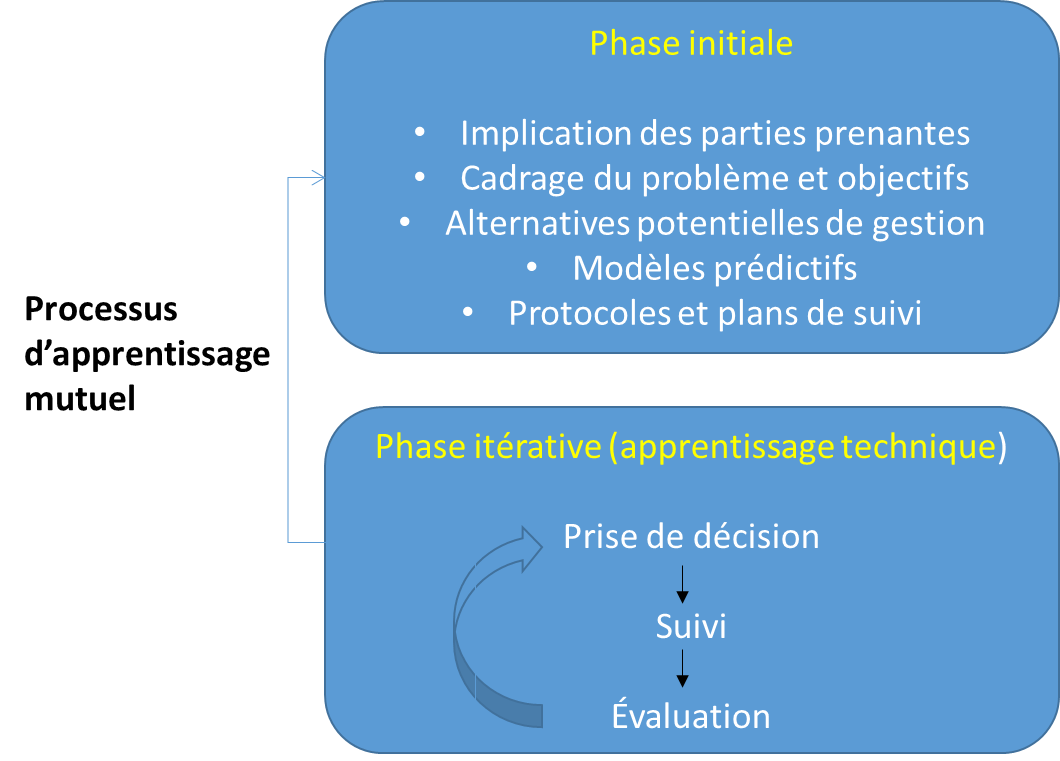 Phase initiale
• Implication des parties prenantes
• Cadrage du problème et objectifs
• Alternatives potentielles de gestion
• Modèles prédictifs
• Protocoles et plans de suivi
Processus
d’apprentissage
mutuel
Phase itérative (apprentissage technique)
Prise de décision
Suivi
Évaluation